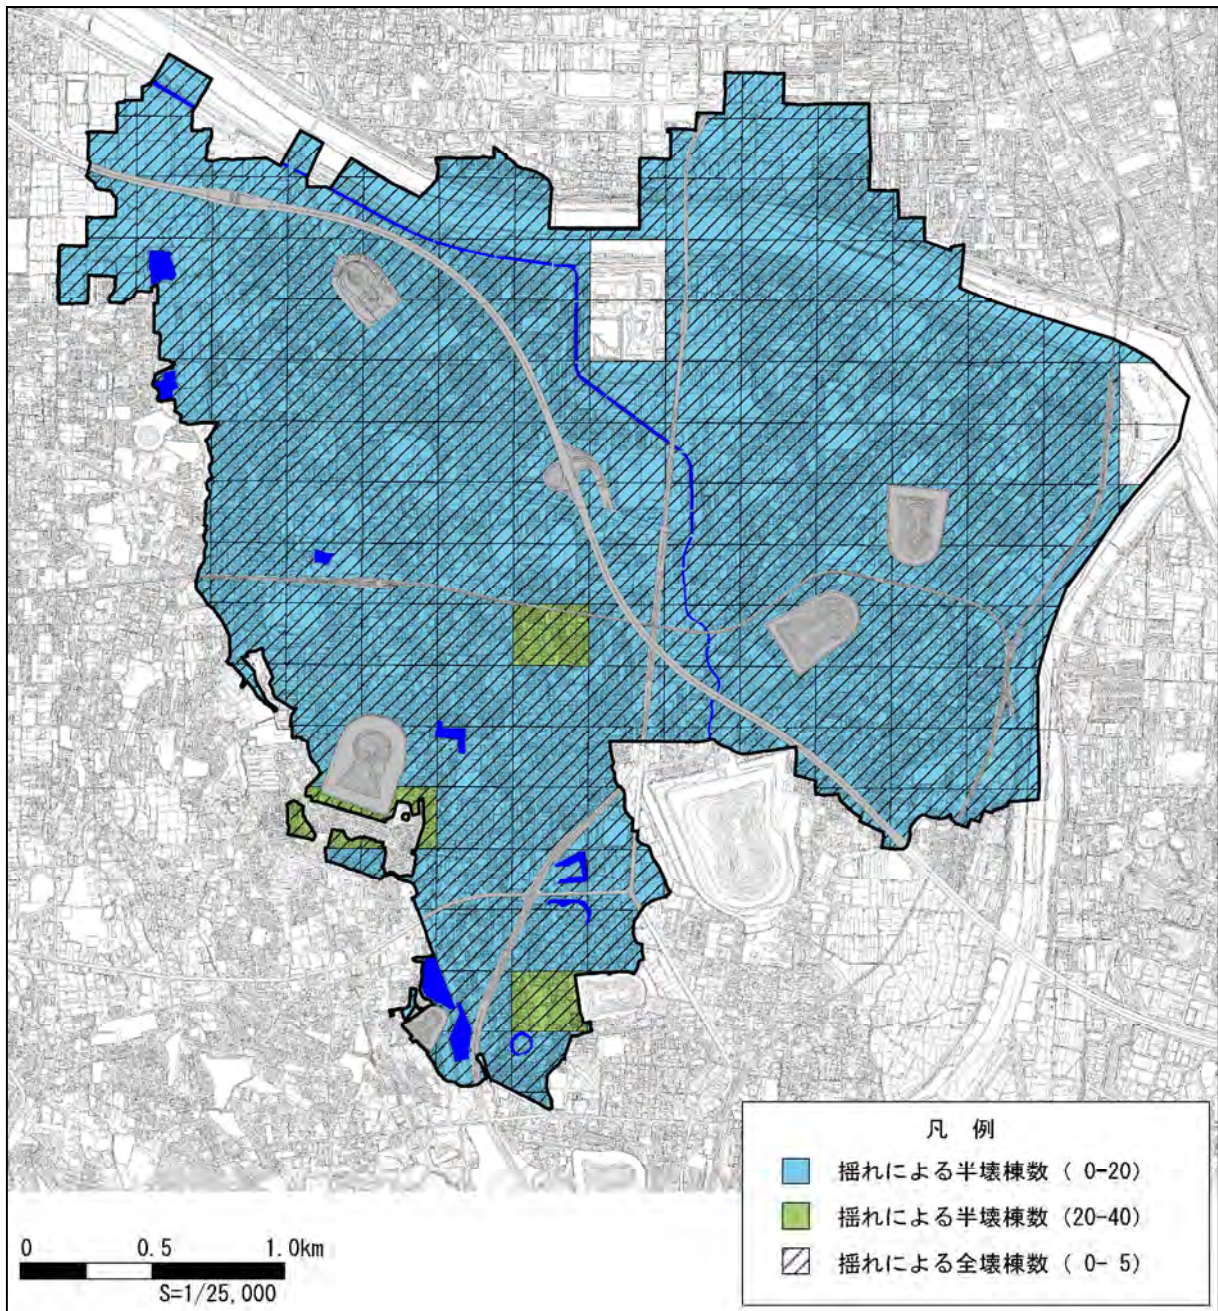 凡 例
揺れによる半壊棟数 ( 0-20)
揺れによる半壊棟数 (20-40)
揺れによる全壊棟数 ( 0- 5)
0 0.5 1.0km
S=1/25,000